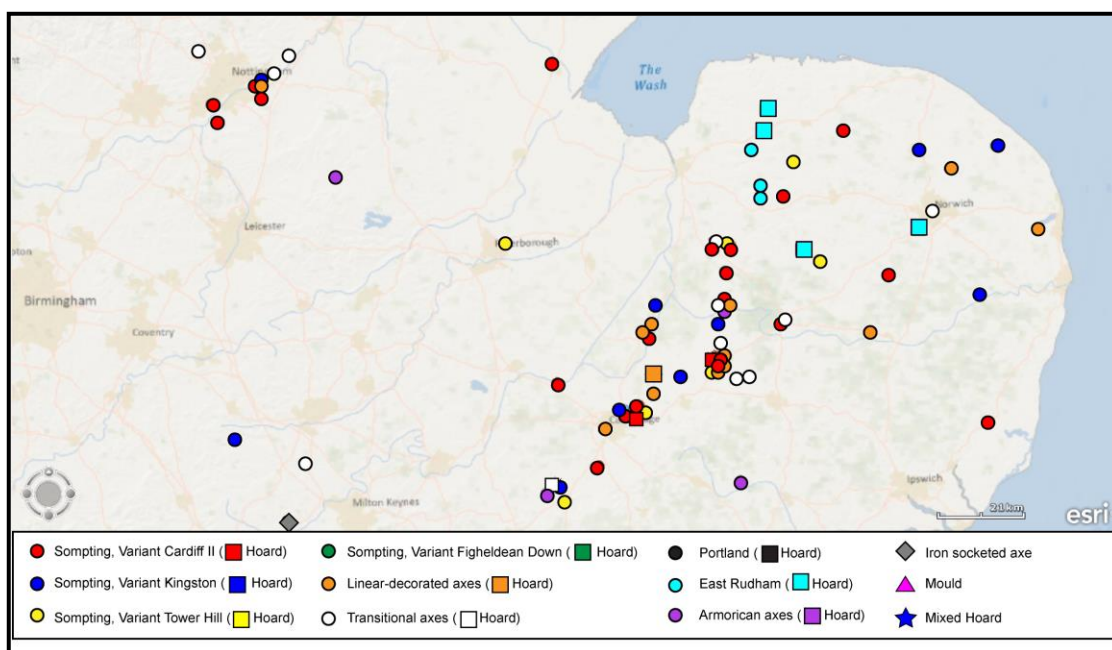 The
Wash
Nottingham
Norwich
Leicester
Birmingham
Coventry
Milton Keynes
Ipswich
21km
esri
Sompting, Variant Cardiff II ( Hoard)
Sompting, Variant Figheldean Down ( Hoard)
Portland ( Hoard)
Iron socketed axe
Sompting, Variant Kingston ( Hoard)
Linear-decorated axes ( Hoard)
East Rudham ( Hoard)
Mould
Sompting, Variant Tower Hill ( Hoard)
Transitional axes ( Hoard)
Armorican axes ( Hoard)
Mixed Hoard